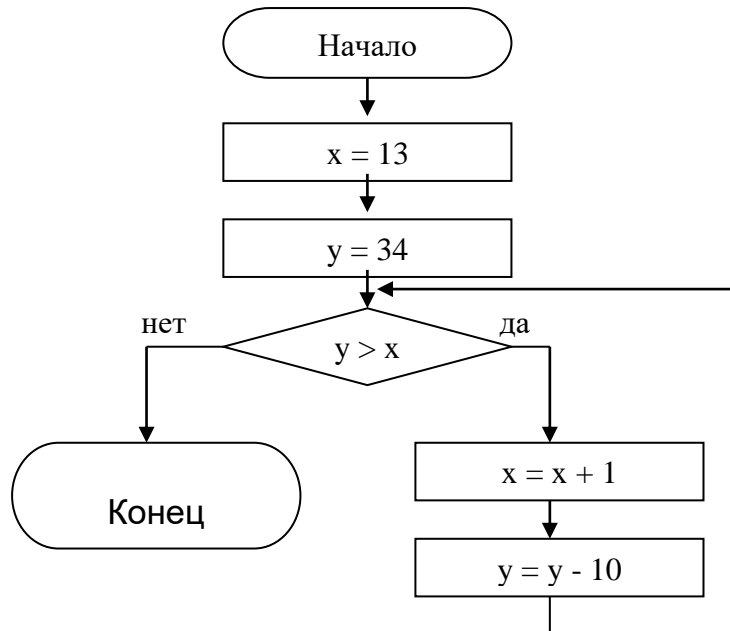 Начало
x = 13
y = 34
нет
да
y > x
x = x + 1
Конец
y = y - 10